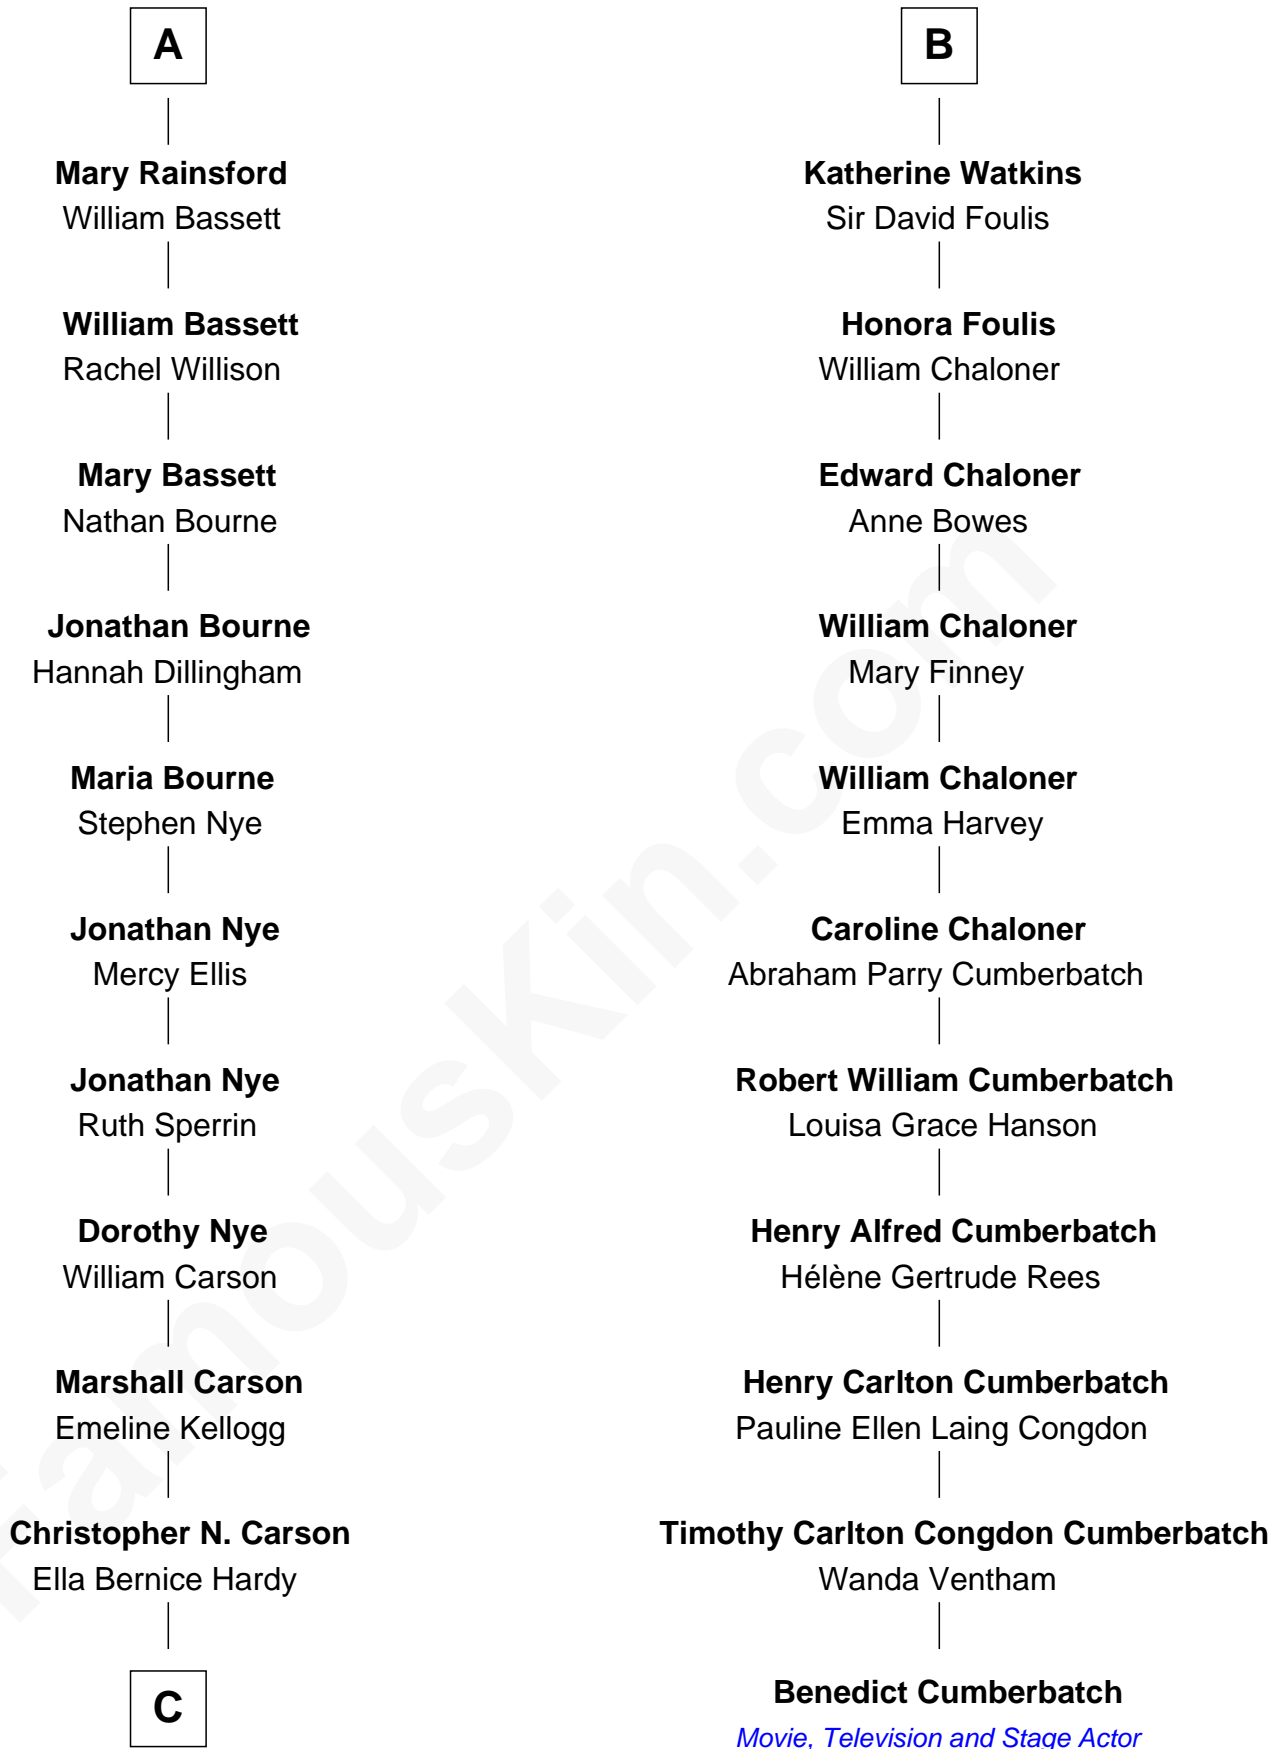 A
Mary Rainsford
William Bassett
William Bassett
Rachel Willison
Mary Bassett
Nathan Bourne
Jonathan Bourne
Hannah Dillingham
Maria Bourne
Stephen Nye
Jonathan Nye
Mercy Ellis
Jonathan Nye
Ruth Sperrin
Dorothy Nye
William Carson
Marshall Carson
Emeline Kellogg
Christopher N. Carson
Ella Bernice Hardy
C
B
Katherine Watkins
Sir David Foulis
Honora Foulis
William Chaloner
Edward Chaloner
Anne Bowes
William Chaloner
Mary Finney
William Chaloner
Emma Harvey
Caroline Chaloner
Abraham Parry Cumberbatch
Robert William Cumberbatch
Louisa Grace Hanson
Henry Alfred Cumberbatch
Hélène Gertrude Rees
Henry Carlton Cumberbatch
Pauline Ellen Laing Congdon
Timothy Carlton Congdon Cumberbatch
Wanda Ventham
Benedict Cumberbatch
Movie, Television and Stage Actor
FamousKin.com